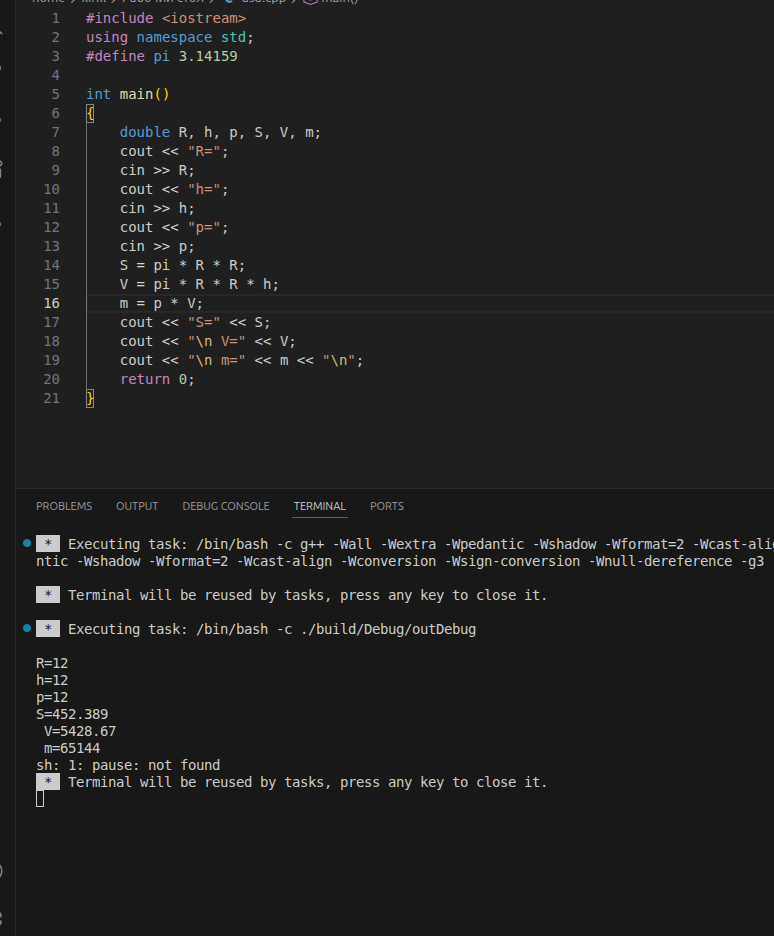 1 #include <iostream>
2 using namespace std;
3 #define pi 3.14159
4
5 int main()
6 {
7 double R, h, p, S, V, m;
8 cout << "R=";
9 cin >> R;
10 cout << "h=";
11 cin >> h;
12 cout << "p=";
13 cin >> p;
14 S = pi * R * R;
15 V = pi * R * R * h;
16 m = p * V;
17 cout << "S=" << S;
18 cout << "\n V=" << V;
19 cout << "\n m=" << m << "\n";
20 return 0;
21 }
PROBLEMS OUTPUT DEBUG CONSOLE TERMINAL PORTS
* Executing task: /bin/bash -c g++ -Wall -Wextra -Wpedantic -Wshadow -Wformat=2 -Wcast-ali
ntic -Wshadow -Wformat=2 -Wcast-align -Wconversion -Wsign-conversion -Wnull-dereference -g3
* Terminal will be reused by tasks, press any key to close it.
* Executing task: /bin/bash -c ./build/Debug/outDebug
R=12
h=12
p=12
S=452.389
V=5428.67
m=65144
sh: 1: pause: not found
* Terminal will be reused by tasks, press any key to close it.